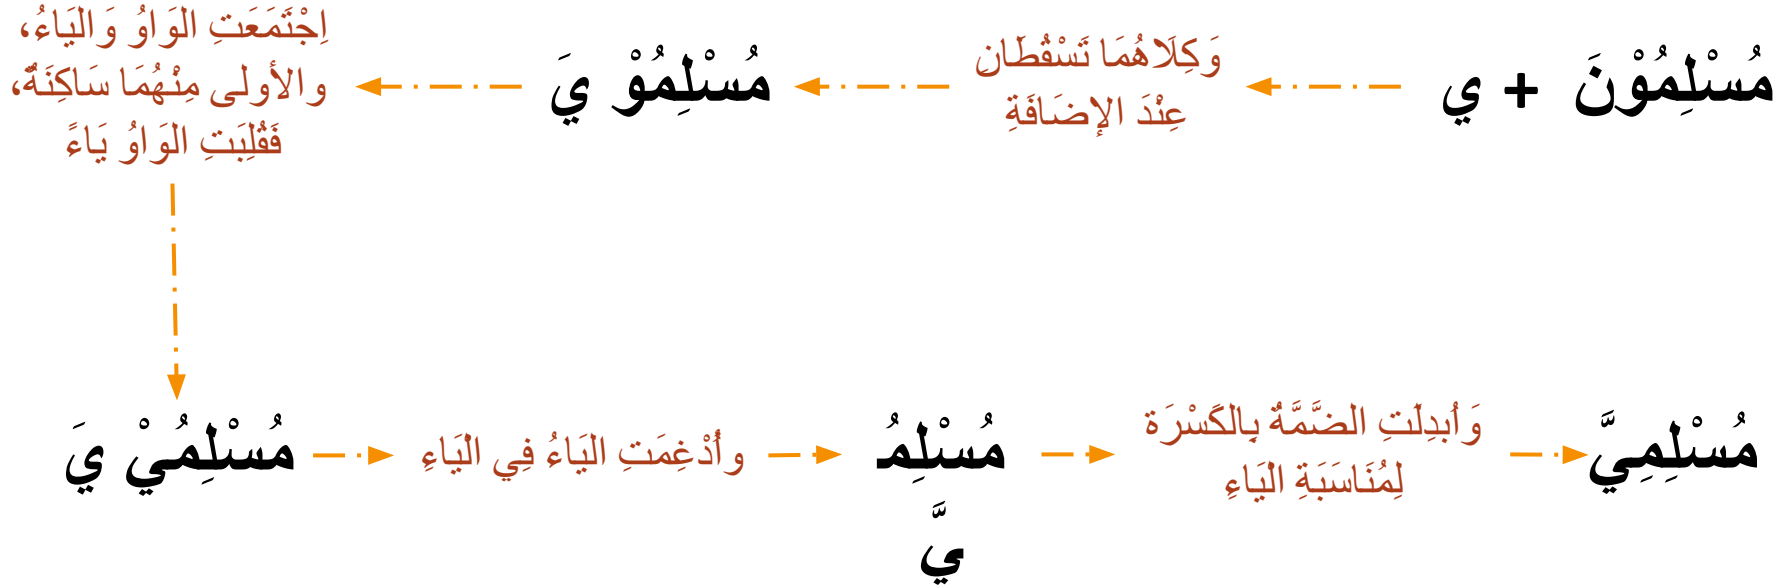 مُسْلِمُوْنَ + ي
وَكِلَاهُمَا تَسْقُطَانِ
عِنْدَ الإِضَافَةِ
مُسْلِمُوْ يَ
اِجْتَمَعَتِ الوَاوُ وَاليَاءُ،
والأولى مِنْهُمَا سَاكِنَةٌ،
فَقُلِبَتِ الوَاوُ يَاءً
مُسْلِمُيْ يَ
وأُدْغِمَتِ اليَاءُ فِي اليَاءِ
مُسْلِمُ
يَّ
وَأبدِلَتِ الضَّمَّةُ بِالكَسْرَة
لِمُنَاسَبَةِ اليَاءِ
مُسْلِمِيَّ